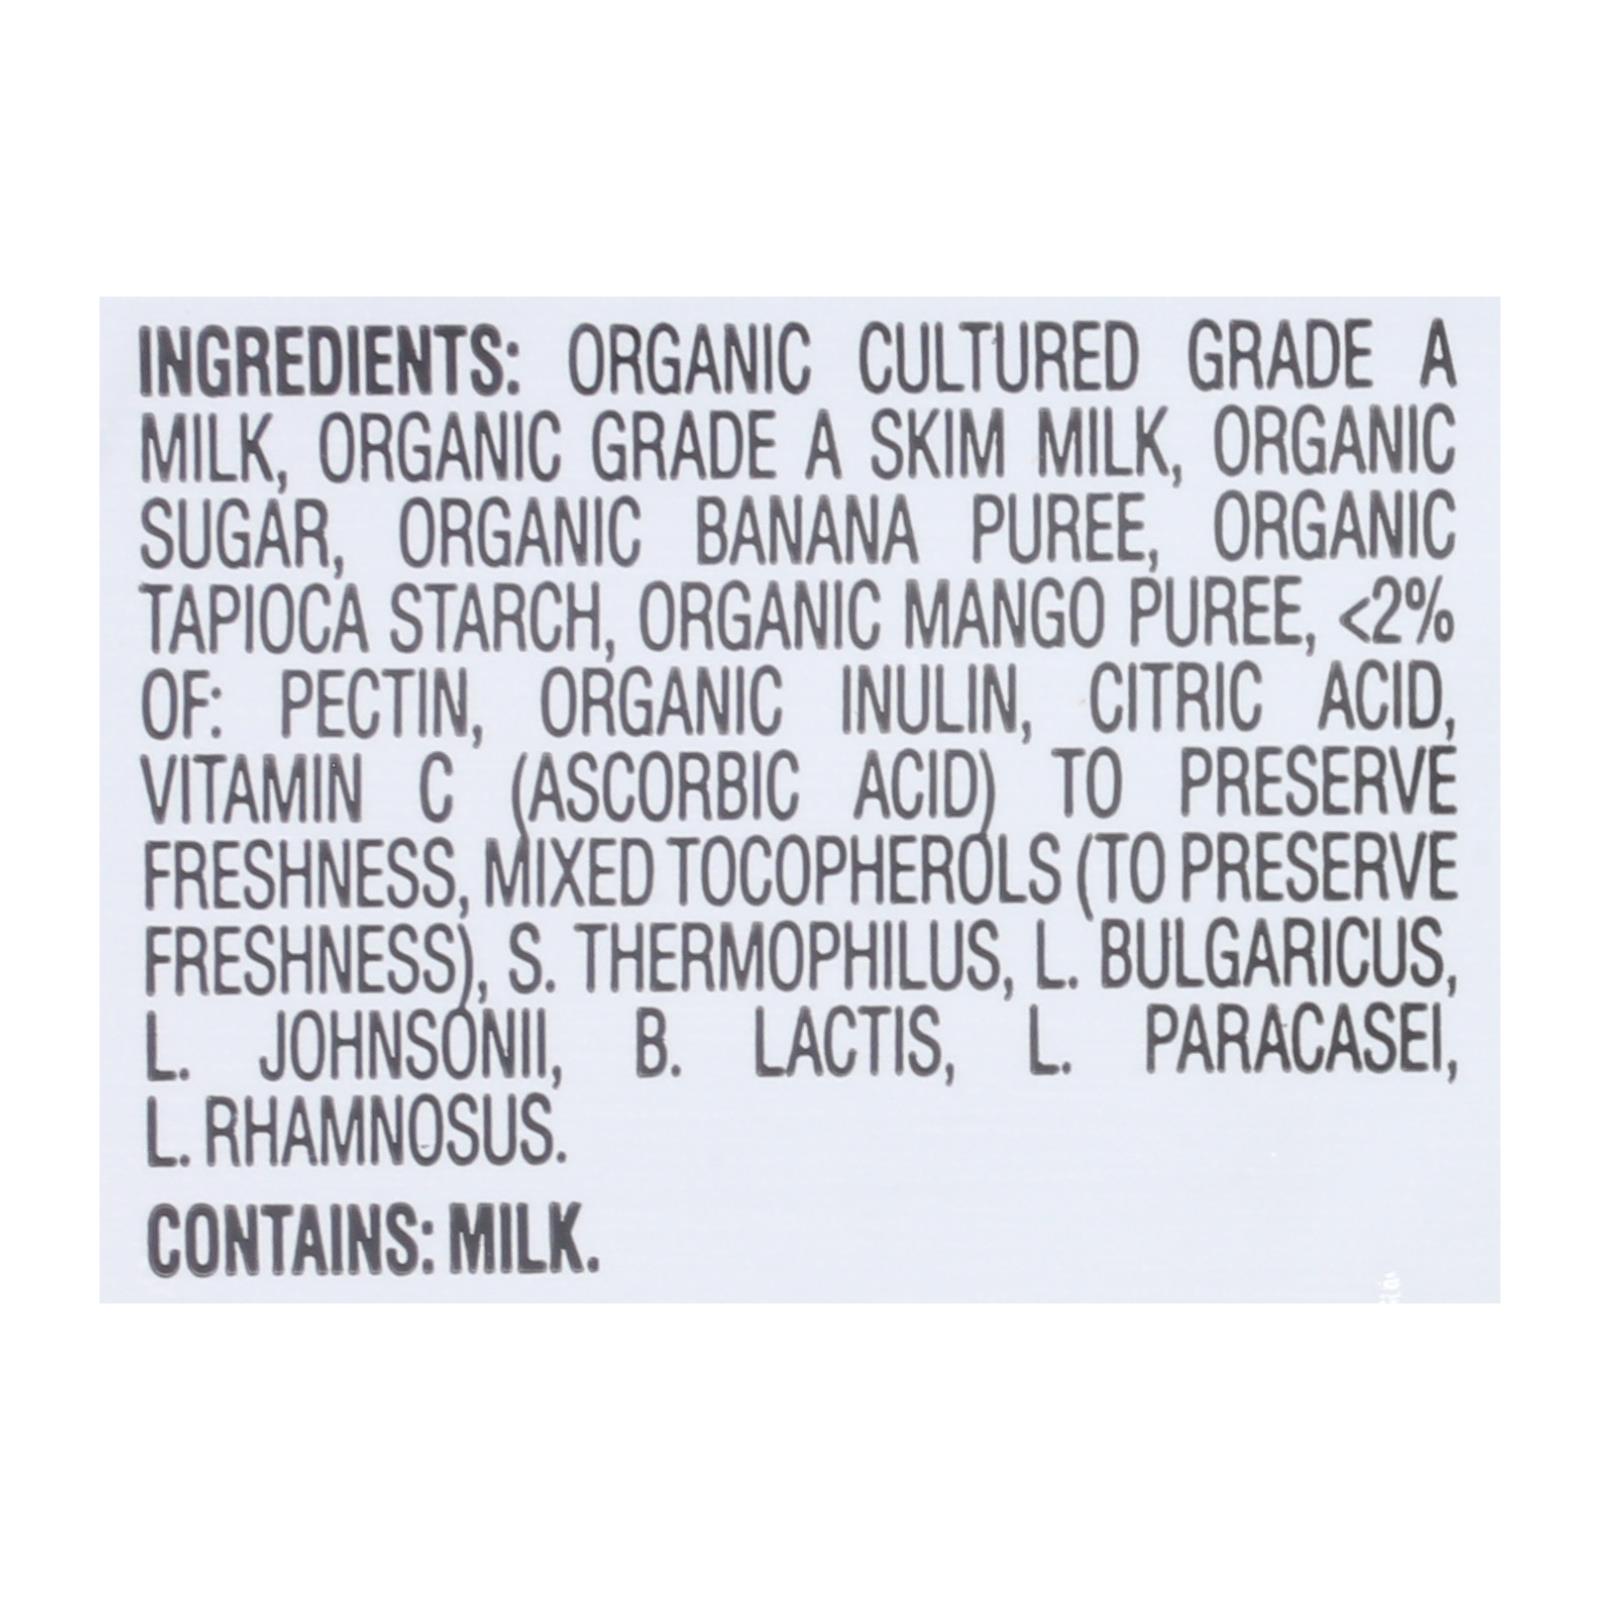 INGREDIENTS: ORGANIC CULTURED GRADE A
MILK, ORGANIC GRADE A SKIM MILK, ORGANIC
SUGAR, ORGANIC BANANA PUREE, ORGANIC
TAPIOCA STARCH, ORGANIC MANGO PUREE, <2%
OF: PECTIN, ORGANIC INULIN, CITRIC ACID,
VITAMIN C (ASCORBIC ACID) TO PRESERVE
FRESHNESS, MIXED TOCOPHEROLS (TO PRESERVE
FRESHNESS), S. THERMOPHILUS, L. BULGARICUS,
L. JOHNSONII, B. LACTIS, L. PARACASEI,
L. RHAMNOSUS.
CONTAINS: MILK.